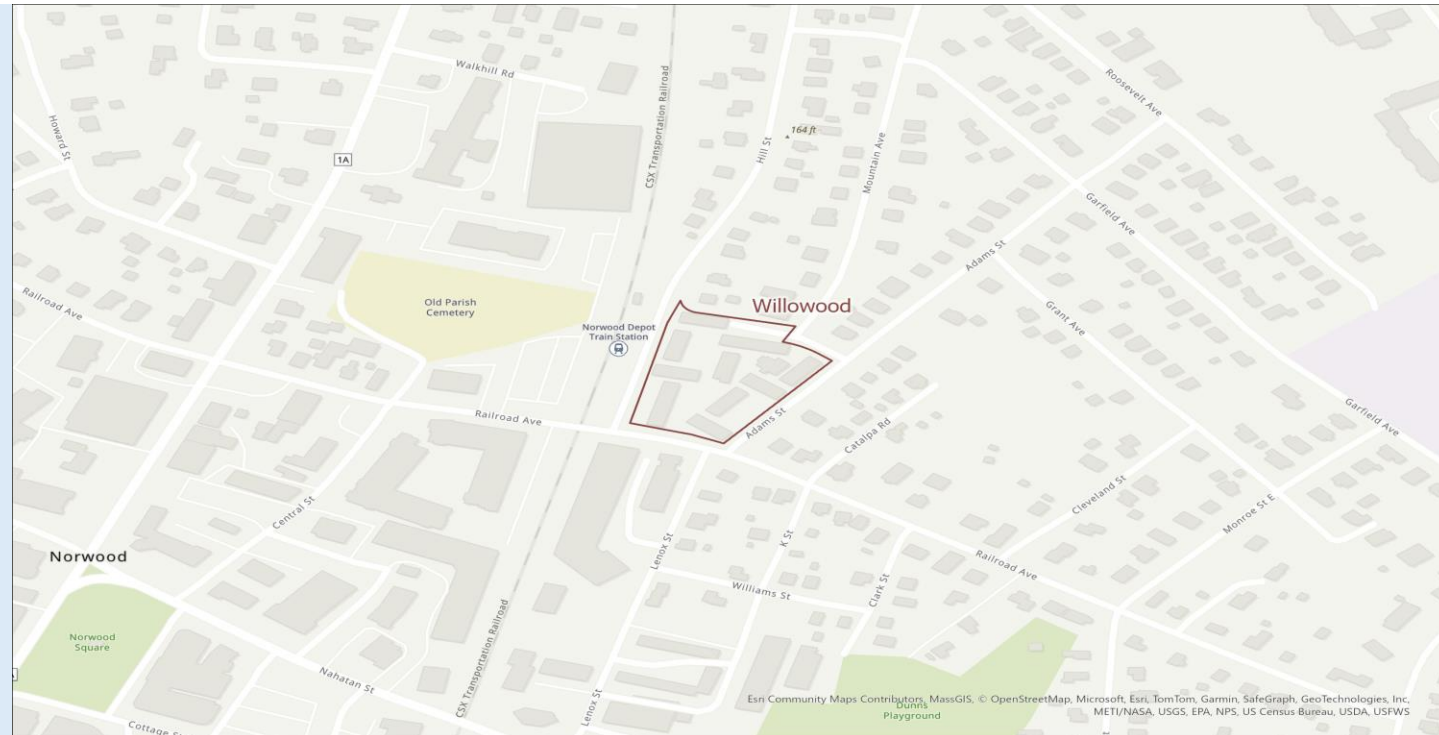 Walkhill Rd
Roosevelt Ave
Howard St
1A
CSX Transportation Railroad
Hill St
164 ft
Mountain Ave
Garfield Ave
Adams St
Old Parish
Cemetery
Willowood
Norwood Depot
Train Station
Grant Ave
Railroad Ave
Railroad Ave
Adams St
Catalpa Rd
Garfield Ave
Central St
Cleveland St
Monroe St E
K St
Lenox St
Norwood
Railroad Ave
Williams St
Clark St
Norwood
Square
CSX Transportation Railroad
Nahatan St
Lenox St
Cottage S
Dunns
Playground
Esri Community Maps Contributors, MassGIS, © OpenStreetMap, Microsoft, Esri, TomTom, Garmin, SafeGraph, GeoTechnologies, Inc,
METI/NASA, USGS, EPA, NPS, US Census Bureau, USDA, USFWS